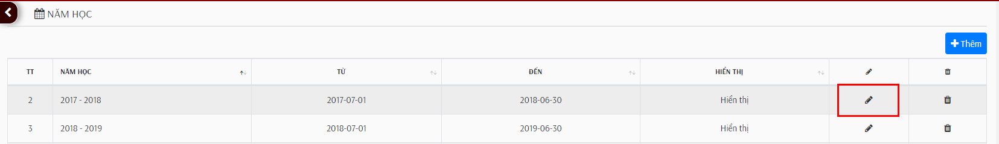 NĂM HỌC
Thêm
TT NĂM HỌC TỪ ĐẾN HIỂN THỊ
2 2017 - 2018 2017-07-01 2018-06-30 Hiển thị
3 2018 - 2019 2018-07-01 2019-06-30 Hiển thị